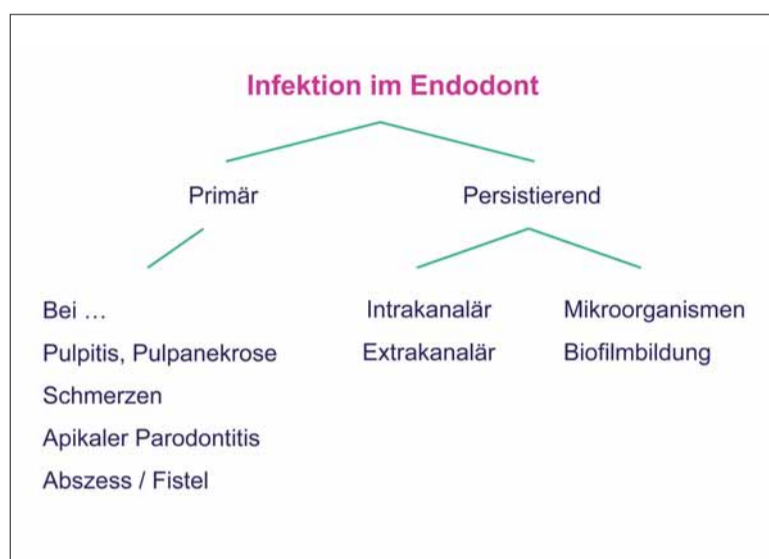 Infektion im Endodont
Primär
Persistierend
Bei …
Pulpitis, Pulpanekrose
Schmerzen
Apikaler Parodontitis
Abszess / Fistel
Intrakanalär
Extrakanalär
Mikroorganismen
Biofilmbildung